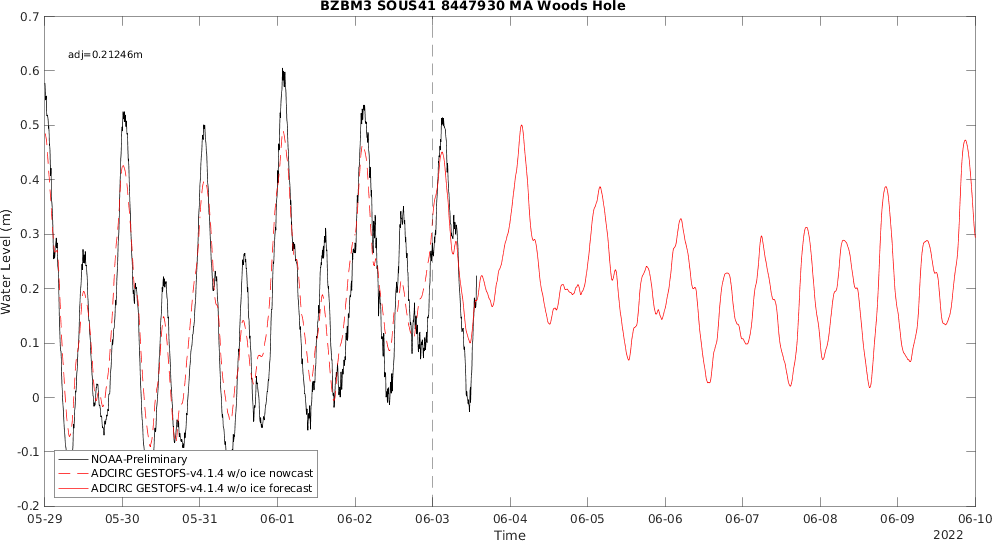 BZBM3 SOUS41 8447930 MA Woods Hole
0.7
adj=0.21246m
0.6
0.5
0.4
0.3
0.2
0.1
0
-0.1
-0.2
Water Level (m)
NOAA-Preliminary
ADCIRC GESTOFS-v4.1.4 w/o ice nowcast
ADCIRC GESTOFS-v4.1.4 w/o ice forecast
05-29 05-30 05-31 06-01 06-02 06-03 06-04 06-05 06-06 06-07 06-08 06-09 06-10
Time
2022